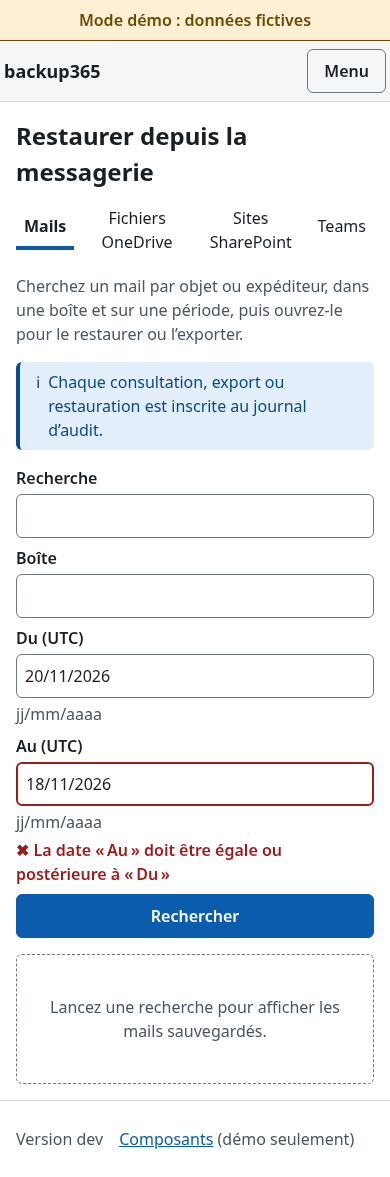 Mode démo : données fictives
backup365
Menu
Restaurer depuis la
messagerie
Mails
Fichiers
OneDrive
Sites
SharePoint
Teams
Cherchez un mail par objet ou expéditeur, dans
une boîte et sur une période, puis ouvrez-le
pour le restaurer ou l’exporter.
i Chaque consultation, export ou
restauration est inscrite au journal
d’audit.
Recherche
Boîte
Du (UTC)
20/11/2026
jj/mm/aaaa
Au (UTC)
18/11/2026
jj/mm/aaaa
✖ La date « Au » doit être égale ou
postérieure à « Du »
Rechercher
Lancez une recherche pour afficher les
mails sauvegardés.
Version dev Composants (démo seulement)